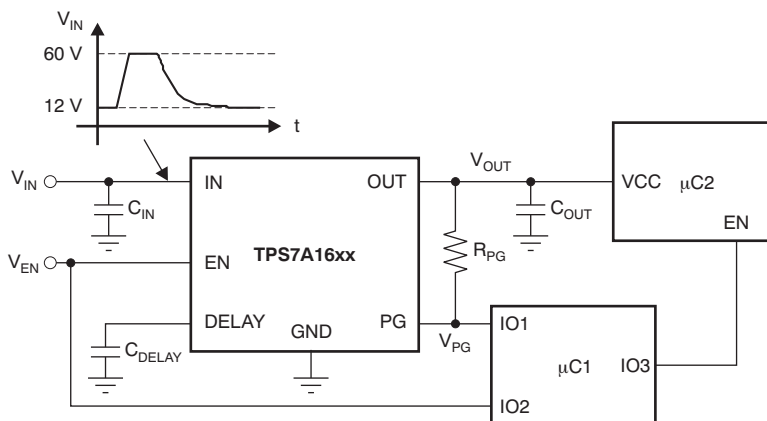 V_IN
60 V
12 V
t
V_IN
C_IN
V_EN
C_DELAY
IN
OUT
EN
TPS7A16xx
DELAY
GND
PG
V_OUT
C_OUT
R_PG
V_PG
VCC
μC2
EN
IO1
μC1
IO3
IO2